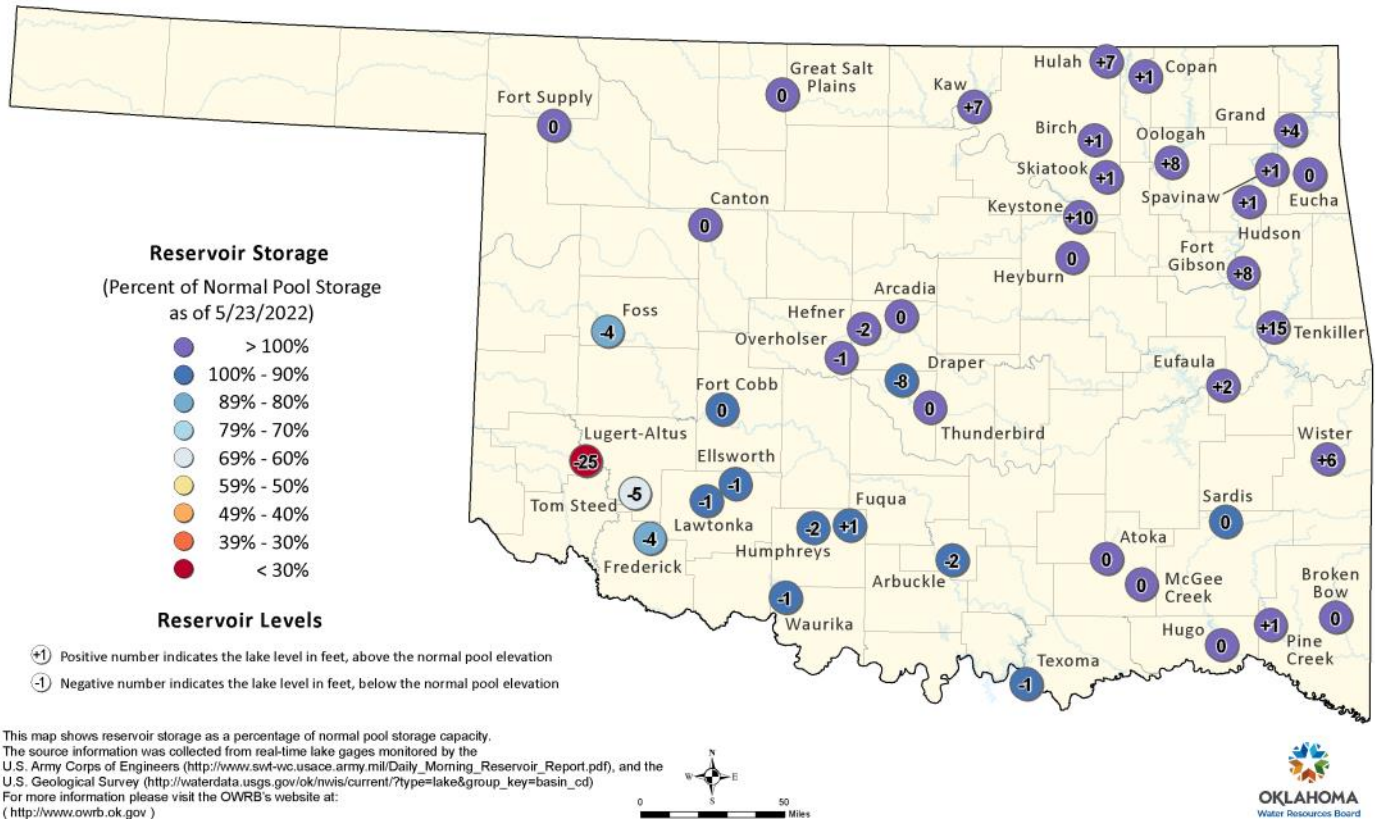 Hulah
+7
+1
Copan
Great Salt
Plains
0
Kaw
+7
Fort Supply
0
Grand
+4
Birch
+1
Oologah
+8
Skiatook
+1
Spavinaw
+1
0
Eucha
Canton
0
Keystone
+10
+1
Hudson
Heyburn
0
Fort
Gibson
+8
Reservoir Storage
(Percent of Normal Pool Storage
as of 5/23/2022)
> 100%
100% - 90%
89% - 80%
79% - 70%
69% - 60%
59% - 50%
49% - 40%
39% - 30%
< 30%
Foss
-4
Arcadia
0
Hefner
-2
Overholser
-1
+15
Tenkiller
Draper
-8
Eufaula
+2
Fort Cobb
0
0
Thunderbird
Lugert-Altus
-25
Wister
+6
Ellsworth
-1
Tom Steed
-5
-1
Lawtonka
Fuqua
+1
-2
Humphreys
Sardis
0
-4
Frederick
Arbuckle
-2
Atoka
0
0
McGee
Creek
Broken
Bow
0
-1
Waurika
Hugo
0
+1
Pine
Creek
Texoma
-1
Reservoir Levels
+1 Positive number indicates the lake level in feet, above the normal pool elevation
-1 Negative number indicates the lake level in feet, below the normal pool elevation
This map shows reservoir storage as a percentage of normal pool storage capacity.
The source information was collected from real-time lake gages monitored by the
U.S. Army Corps of Engineers (http://www.swt-wc.usace.army.mil/Daily_Morning_Reservoir_Report.pdf), and the
U.S. Geological Survey (http://waterdata.usgs.gov/ok/nwis/current/?type=lake&group_key=basin_cd)
For more information please visit the OWRB's website at:
( http://www.owrb.ok.gov )
N
W E
S
0 50
Miles
OKLAHOMA
Water Resources Board